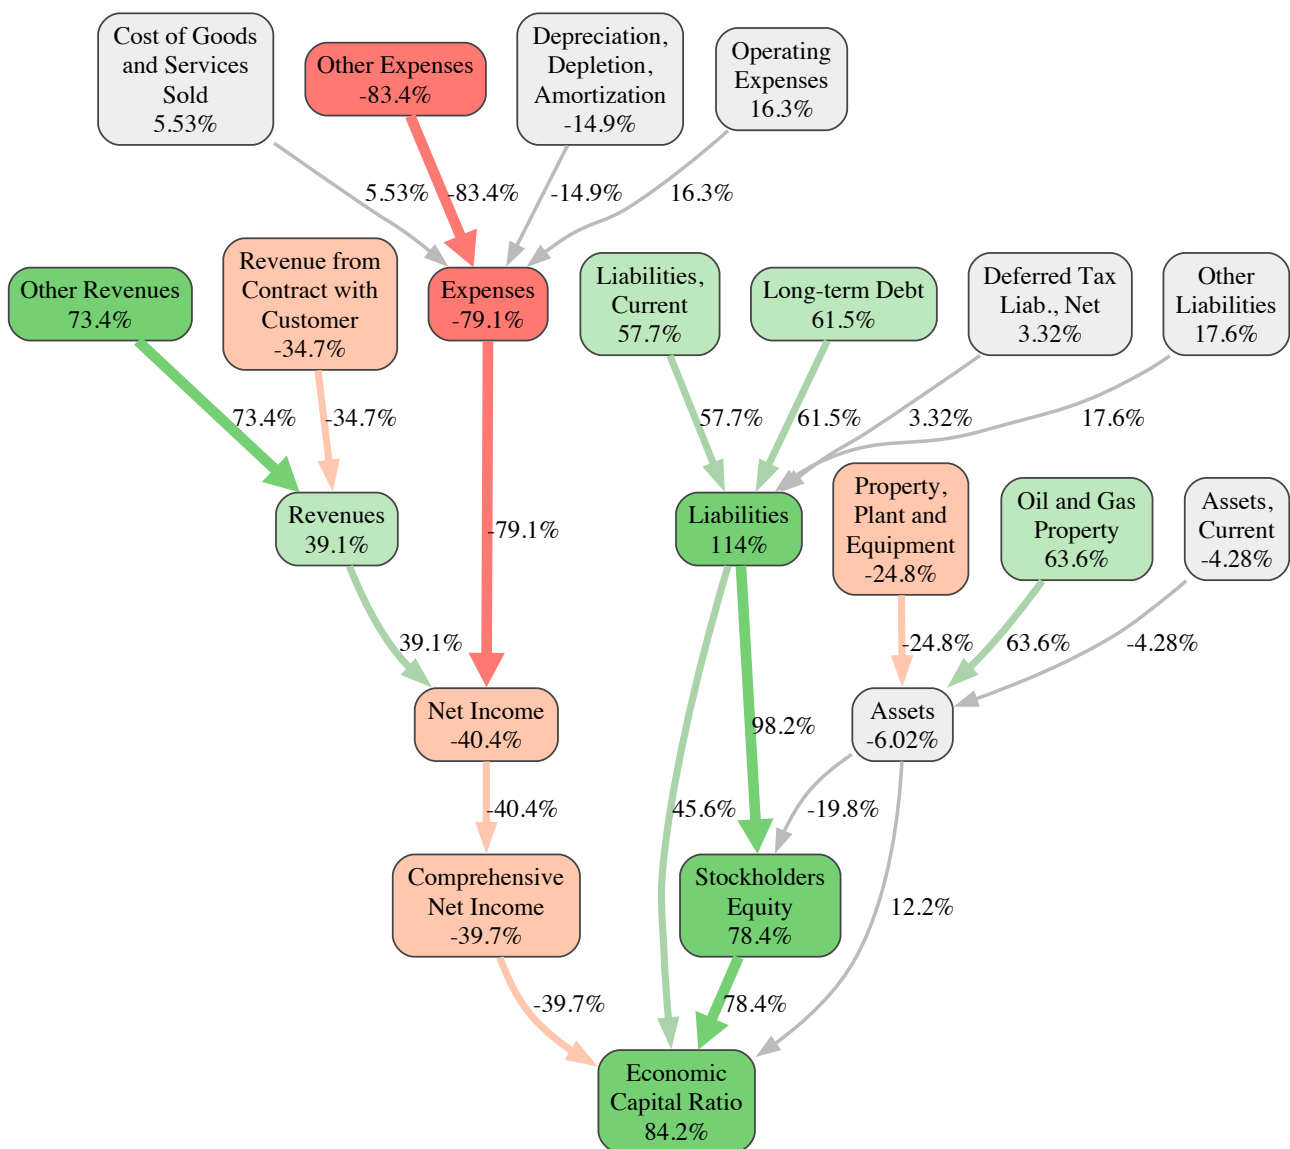 Cost of Goods
and Services
Sold
5.53%
Other Expenses
-83.4%
Depreciation,
Depletion,
Amortization
-14.9%
Operating
Expenses
16.3%
5.53%
-83.4%
-14.9%
16.3%
Other Revenues
73.4%
Revenue from
Contract with
Customer
-34.7%
Expenses
-79.1%
Liabilities,
Current
57.7%
Long-term Debt
61.5%
Deferred Tax
Liab., Net
3.32%
Other
Liabilities
17.6%
73.4%
-34.7%
57.7%
61.5%
3.32%
17.6%
Revenues
39.1%
-79.1%
Liabilities
114%
Property,
Plant and
Equipment
-24.8%
Oil and Gas
Property
63.6%
Assets,
Current
-4.28%
39.1%
-24.8%
63.6%
-4.28%
Net Income
-40.4%
98.2%
Assets
-6.02%
-40.4%
45.6%
-19.8%
Comprehensive
Net Income
-39.7%
Stockholders
Equity
78.4%
12.2%
-39.7%
78.4%
Economic
Capital Ratio
84.2%